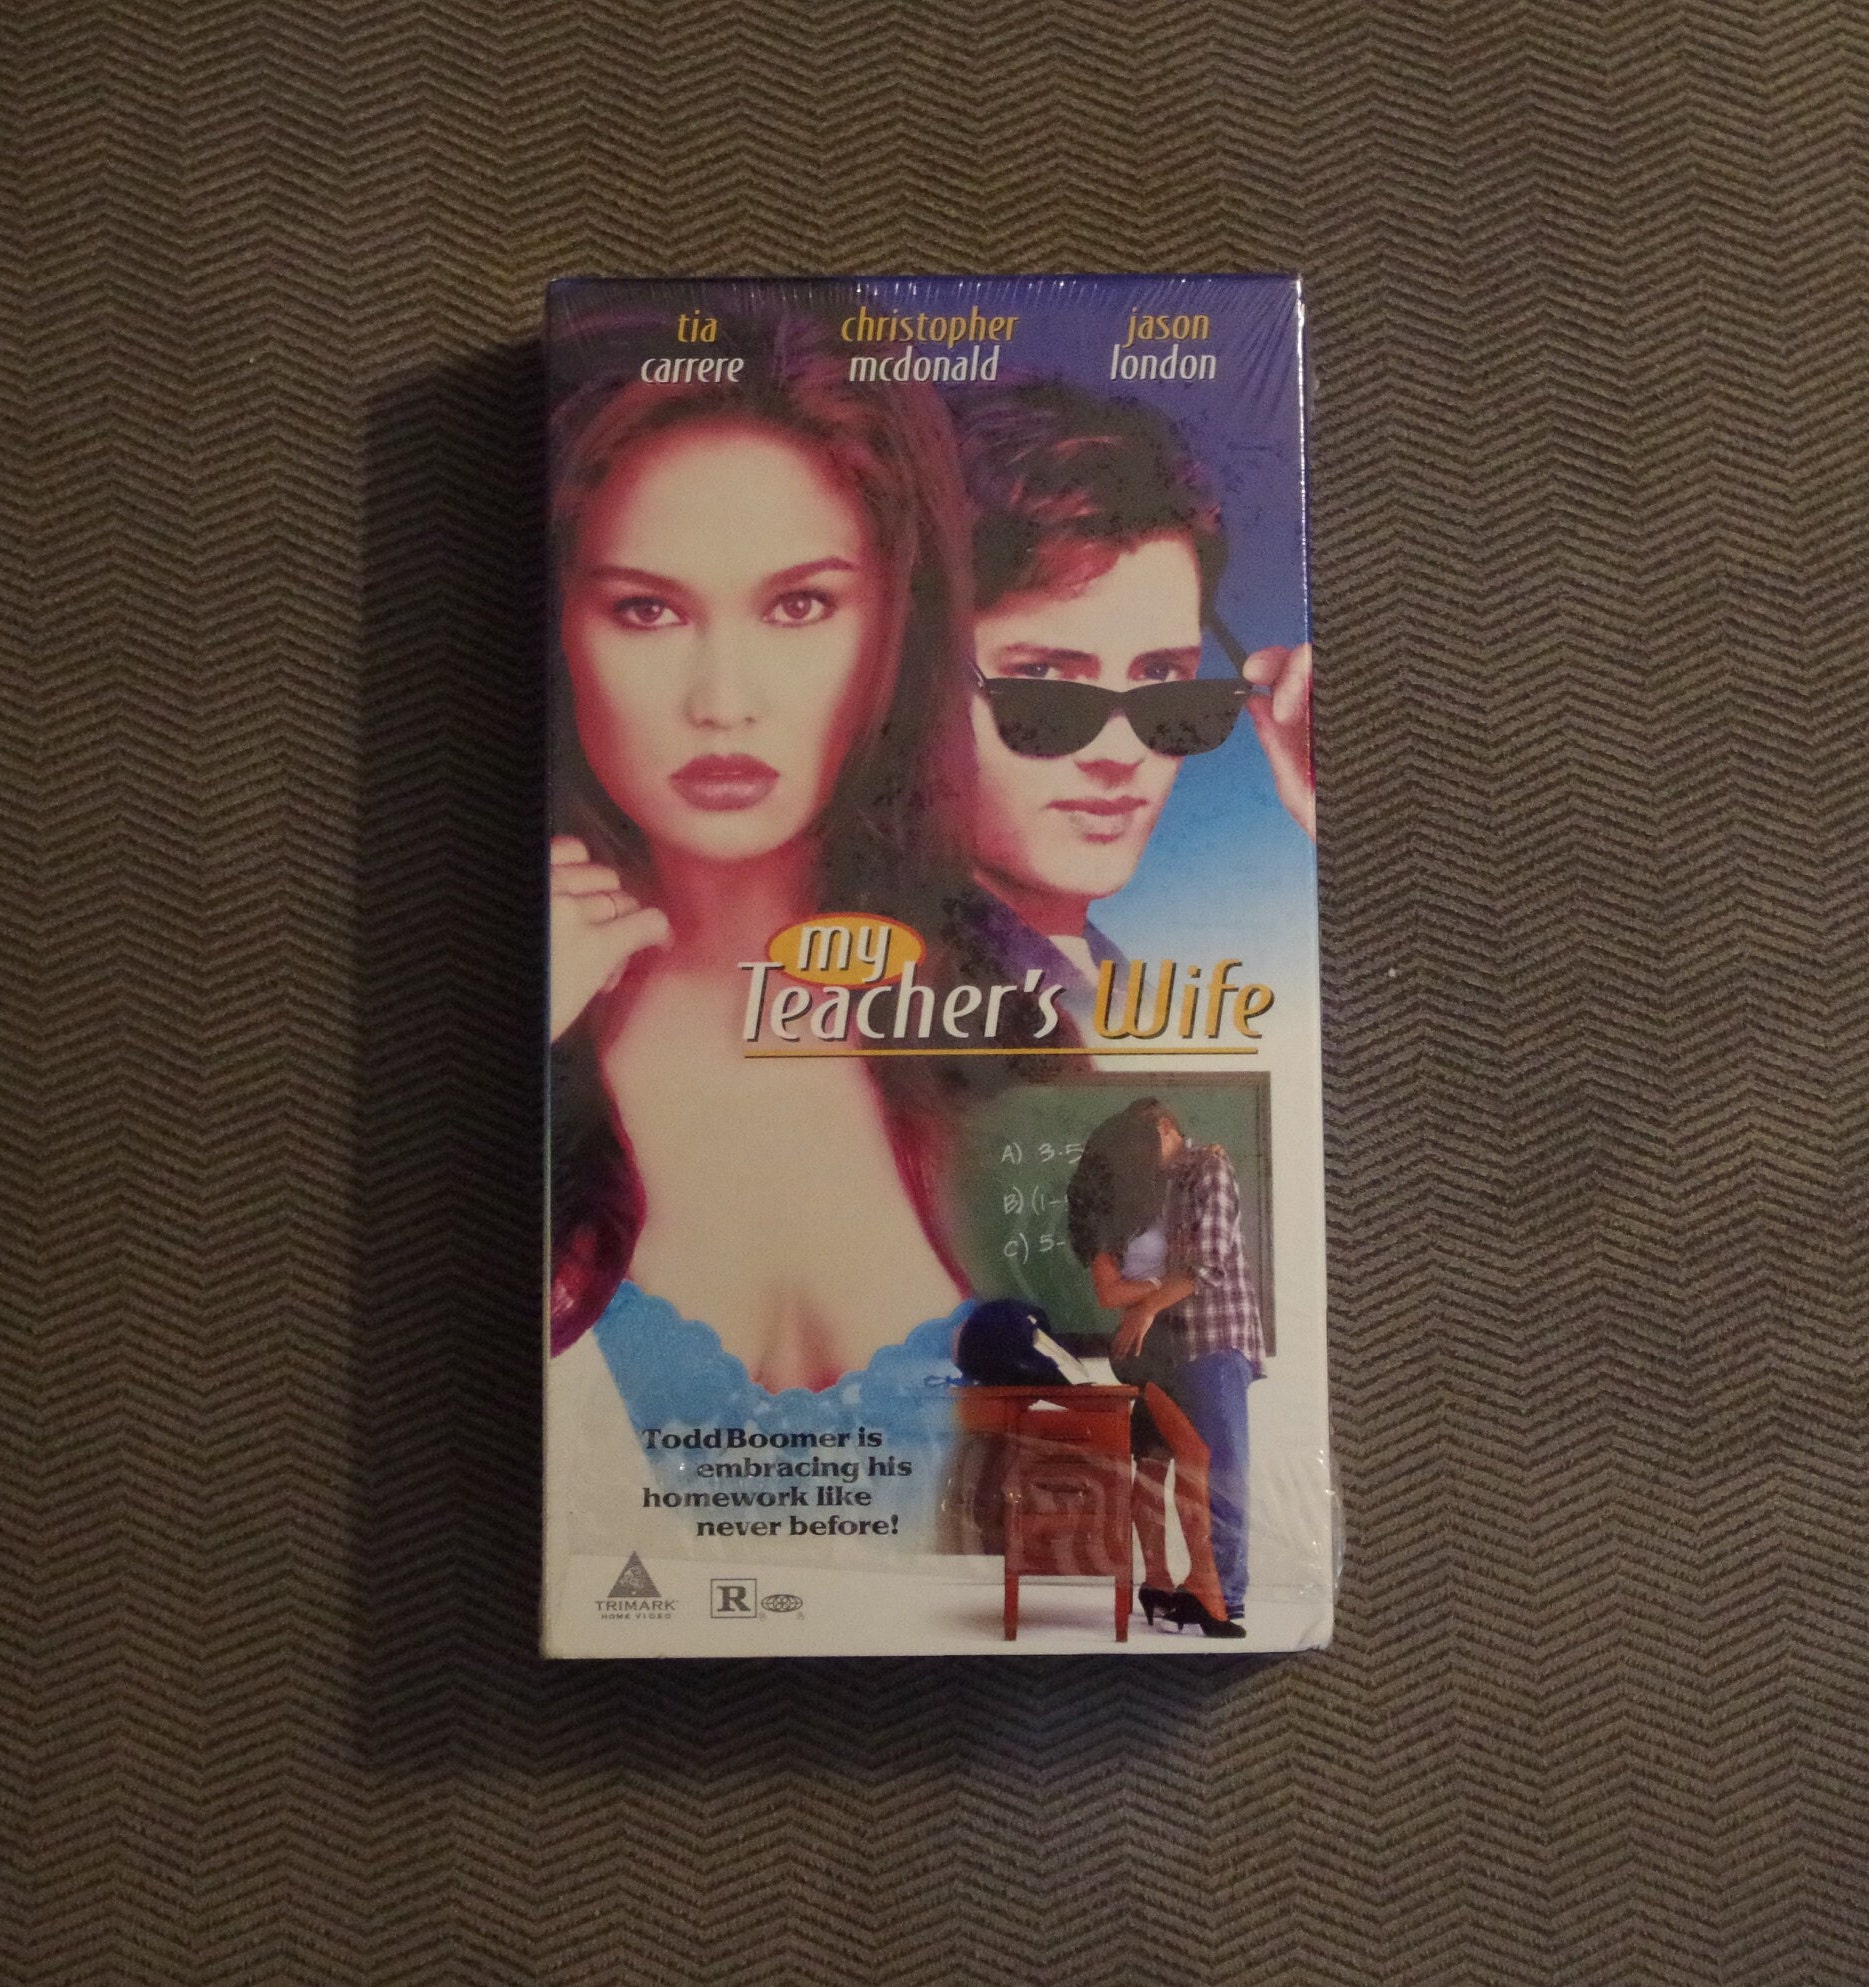 tia christopher jason
carrere mcdonald london
my
Teacher's Wife
A) 3-5
B) (1-
C) 5-
Todd Boomer is
embracing his
homework like
never before!
TRIMARK
HOME VIDEO
R